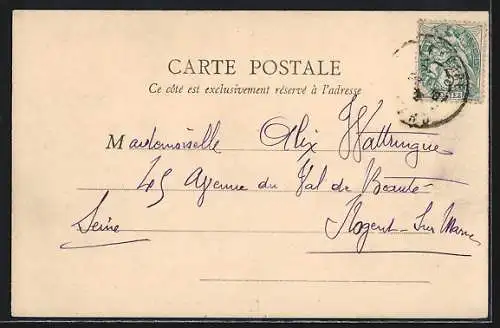 CARTE POSTALE
Ce côté est exclusivement réservé à l'adresse
Mademoiselle Alix Wattringue
45 Avenue du Val de Beauté
Nogent-Sur Marne
Seine